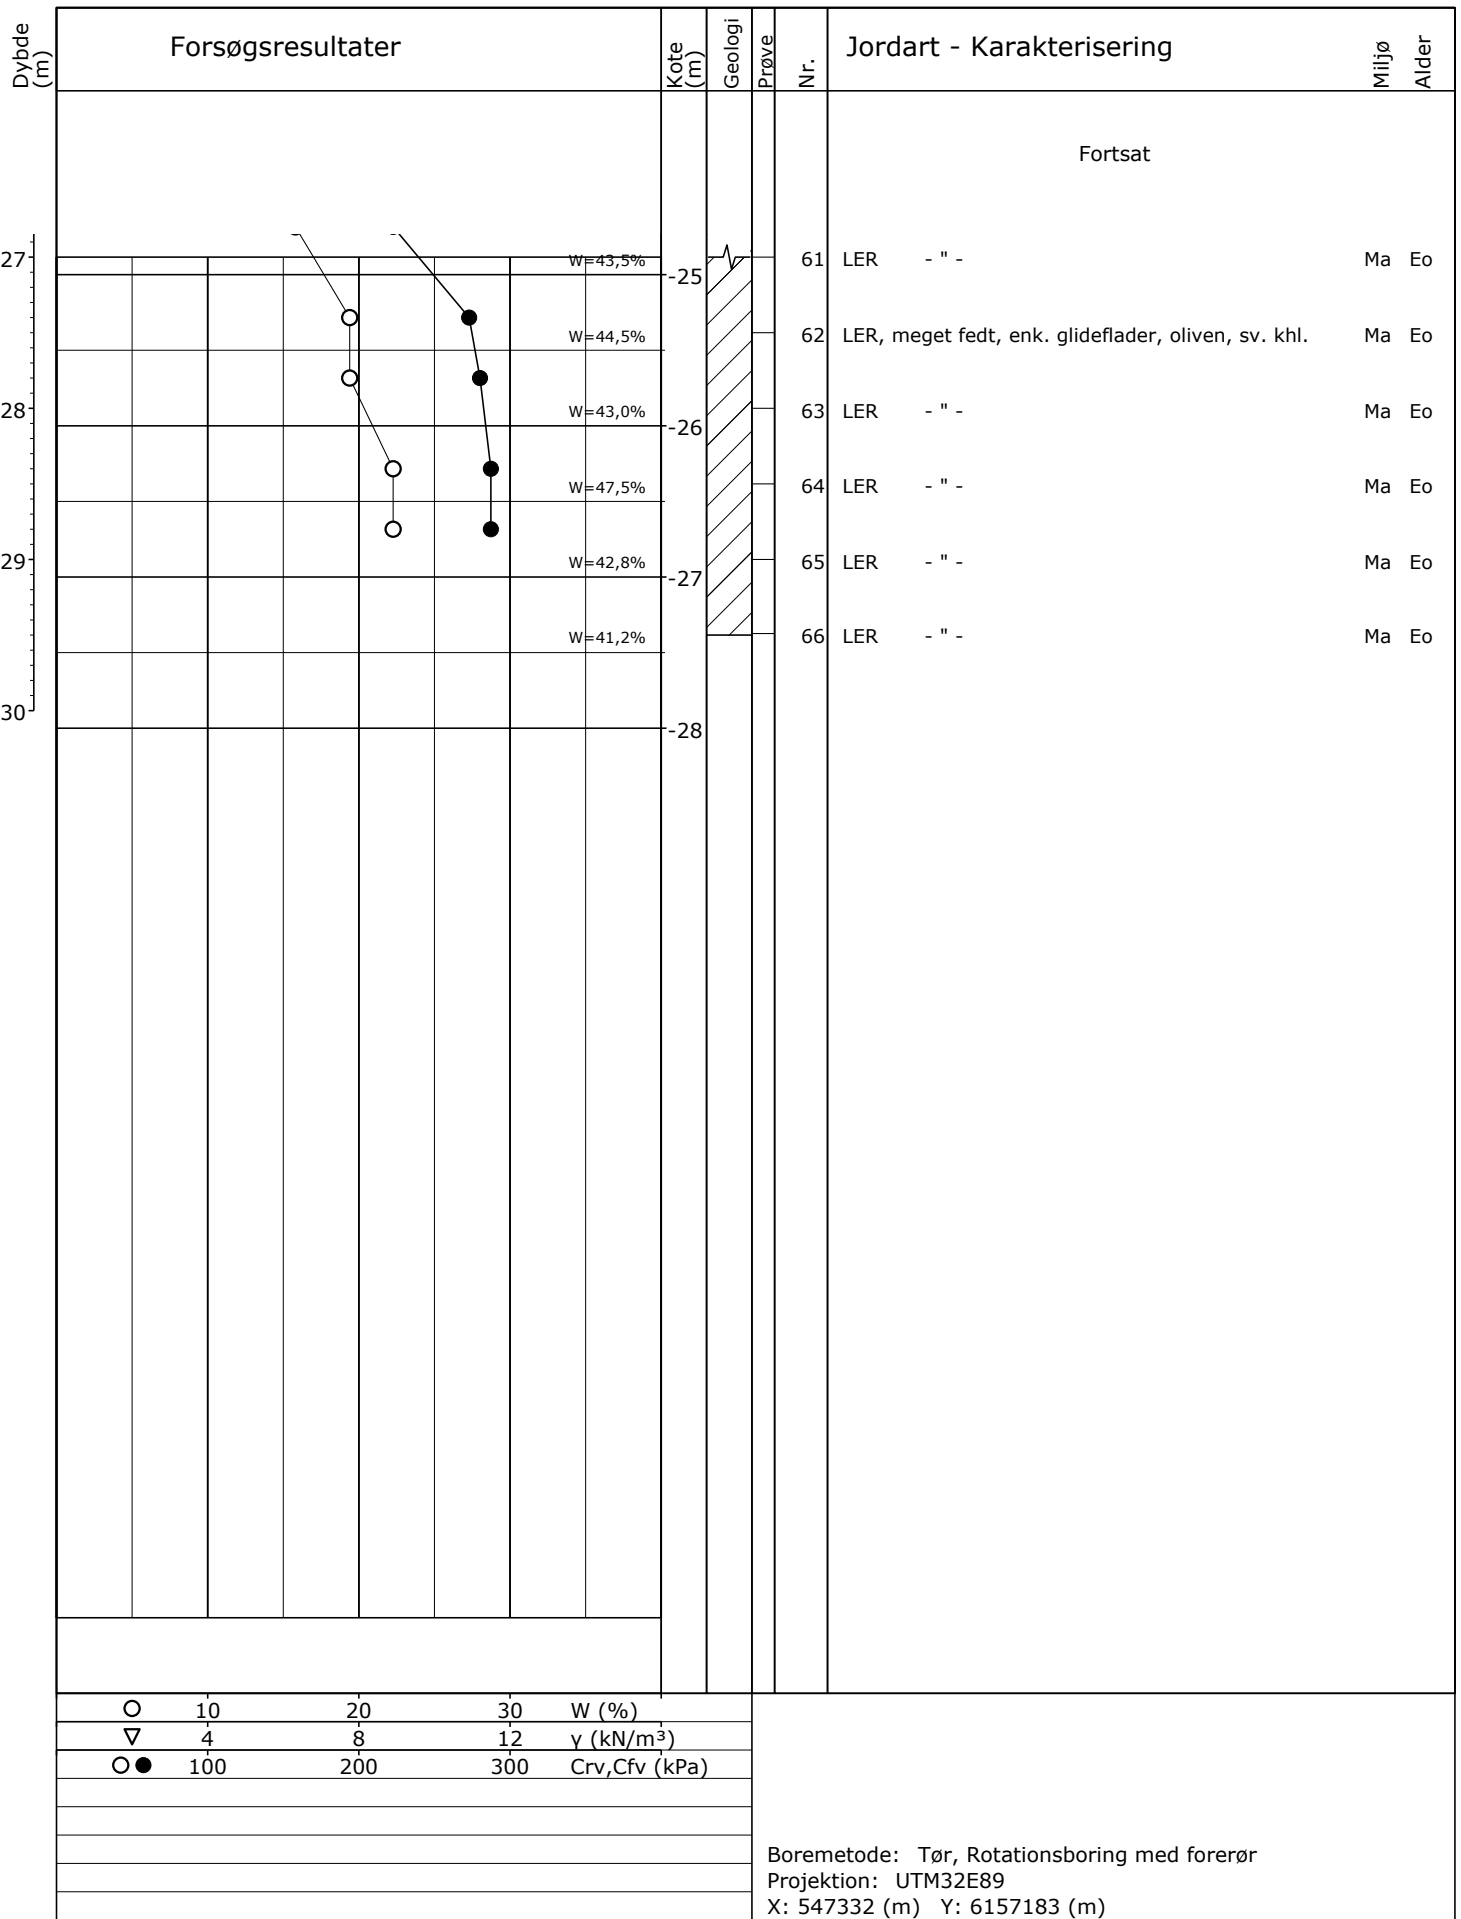 Dybde (m)
Forsøgsresultater
Kote (m)
Geologi
Prøve
Nr.
Jordart - Karakterisering
Miljø
Alder
Fortsat
27 W=43,5% 61 LER - " - Ma Eo
-25
W=44,5% 62 LER, meget fedt, enk. glideflader, oliven, sv. khl. Ma Eo
28 W=43,0% 63 LER - " - Ma Eo
-26
W=47,5% 64 LER - " - Ma Eo
29 W=42,8% 65 LER - " - Ma Eo
-27
W=41,2% 66 LER - " - Ma Eo
30
-28
10 20 30 W (%)
4 8 12 γ (kN/m³)
100 200 300 Crv,Cfv (kPa)
Boremetode: Tør, Rotationsboring med forerør
Projektion: UTM32E89
X: 547332 (m) Y: 6157183 (m)